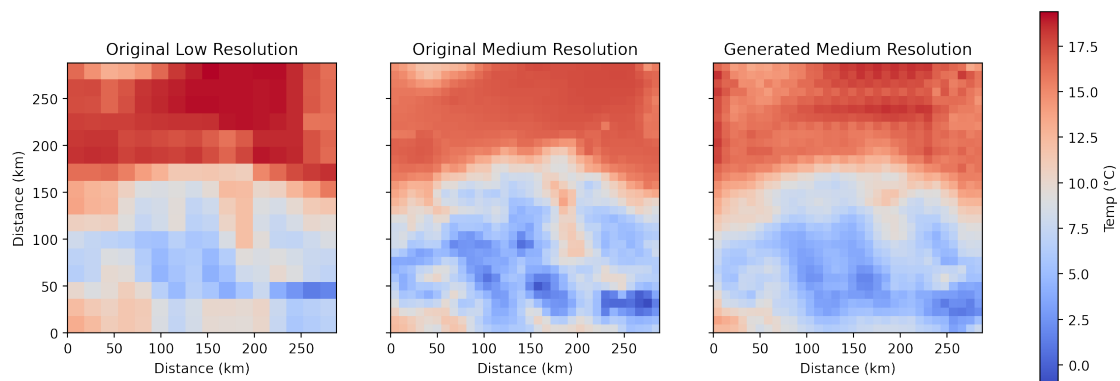 Original Low Resolution
Original Medium Resolution
Generated Medium Resolution
Distance (km)
250
200
150
100
50
0
0 50 100 150 200 250
Distance (km)
0 50 100 150 200 250
Distance (km)
0 50 100 150 200 250
Distance (km)
17.5
15.0
12.5
10.0
7.5
5.0
2.5
0.0
Temp (°C)